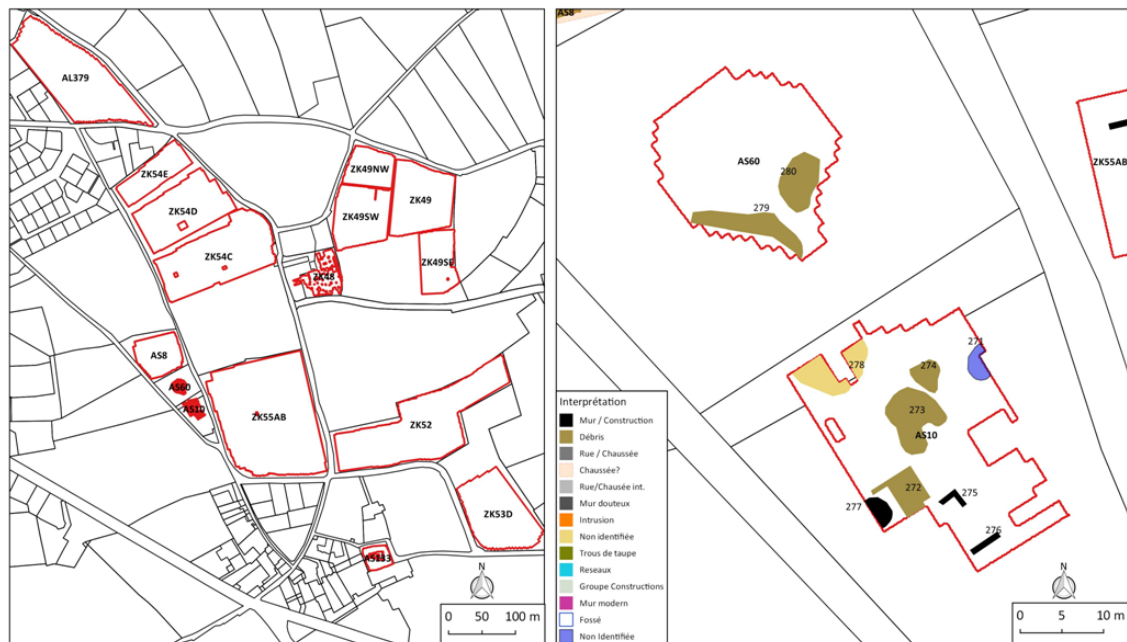 AL379
ZK54E
ZK54D
ZK54C
ZK49NW
ZK49
ZK49SW
ZK49SE
ZK48
AS8
AS60
AS10
ZK55AB
ZK52
ZK53D
N
0 50 100 m
AS8
AS60
280
279
ZK55AB
271
278
274
273
AS10
272
275
277
276
Interprétation
Mur / Construction
Débris
Rue / Chaussée
Chaussée?
Rue/Chausée int.
Mur douteux
Intrusion
Non identifiée
Trous de taupe
Reseaux
Groupe Constructions
Mur modern
Fossé
Non Identifiée
N
0 5 10 m